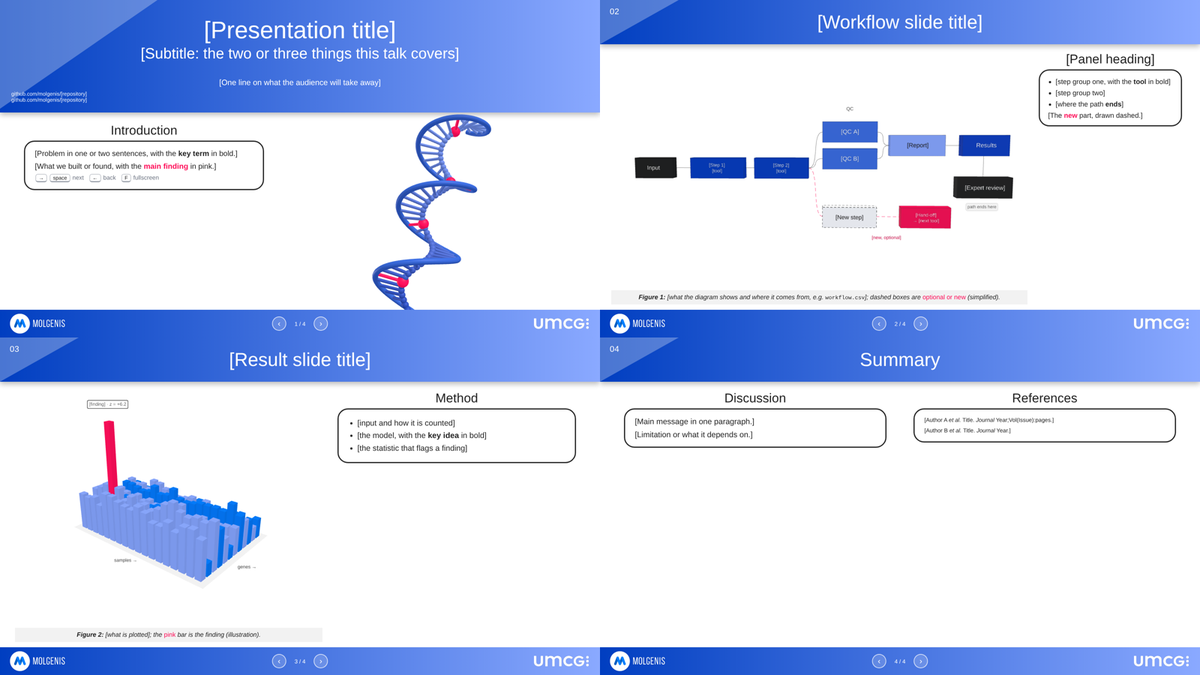 [Presentation title]
[Subtitle: the two or three things this talk covers]
[One line on what the audience will take away]
github.com/molgenis/[repository]
github.com/molgenis/[repository]
Introduction
[Problem in one or two sentences, with the key term in bold.]
[What we built or found, with the main finding in pink.]
→ space next ← back F fullscreen
MOLGENIS
‹ 1 / 4 ›
umcg
02
[Workflow slide title]
[Panel heading]
• [step group one, with the tool in bold]
• [step group two]
• [where the path ends]
[The new part, drawn dashed.]
QC
Input
[Step 1]
[tool]
[Step 2]
[tool]
[QC A]
[QC B]
[Report]
Results
[Expert review]
path ends here
[New step]
[Hand-off]
→ [next tool]
[new, optional]
Figure 1: [what the diagram shows and where it comes from, e.g. workflow.csv]; dashed boxes are optional or new (simplified).
MOLGENIS
‹ 2 / 4 ›
umcg
03
[Result slide title]
[finding] z = +6.2
samples →
genes →
Method
• [input and how it is counted]
• [the model, with the key idea in bold]
• [the statistic that flags a finding]
Figure 2: [what is plotted]; the pink bar is the finding (illustration).
MOLGENIS
‹ 3 / 4 ›
umcg
04
Summary
Discussion
[Main message in one paragraph.]
[Limitation or what it depends on.]
References
[Author A et al. Title. Journal Year;Vol(Issue):pages.]
[Author B et al. Title. Journal Year.]
MOLGENIS
‹ 4 / 4 ›
umcg